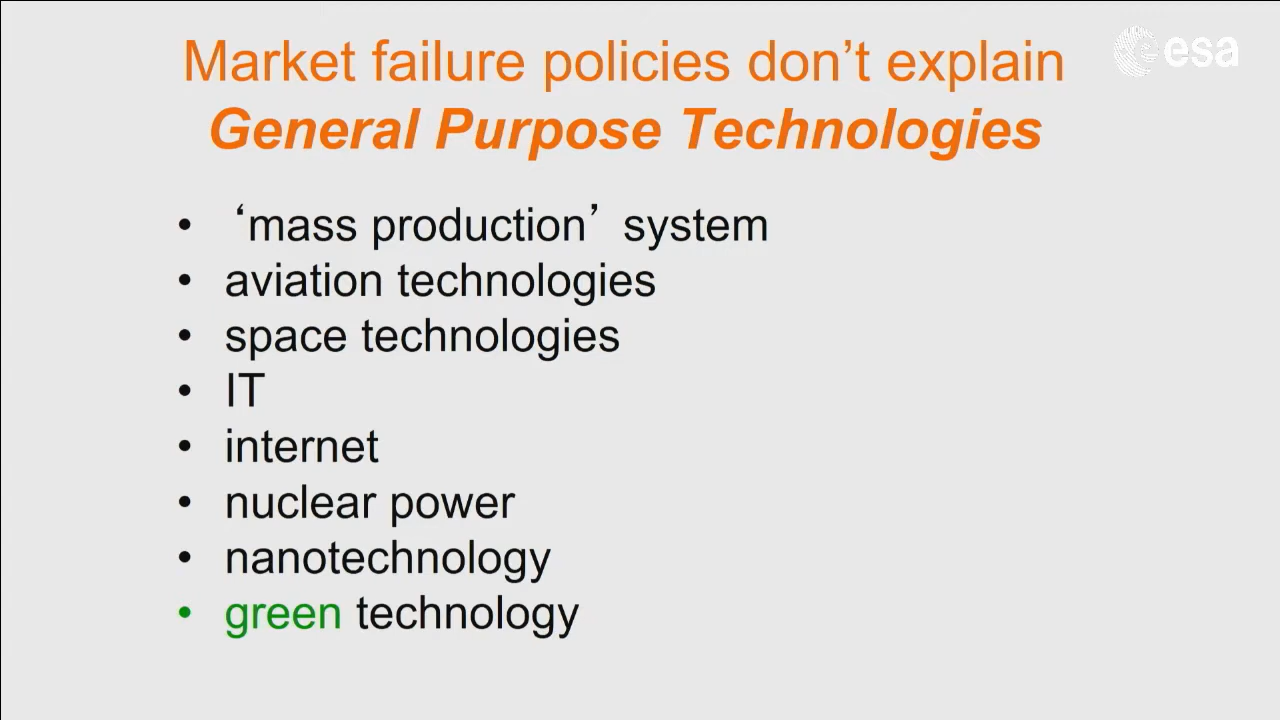 Market failure policies don’t explain
General Purpose Technologies
esa
• ‘mass production’ system
• aviation technologies
• space technologies
• IT
• internet
• nuclear power
• nanotechnology
• green technology